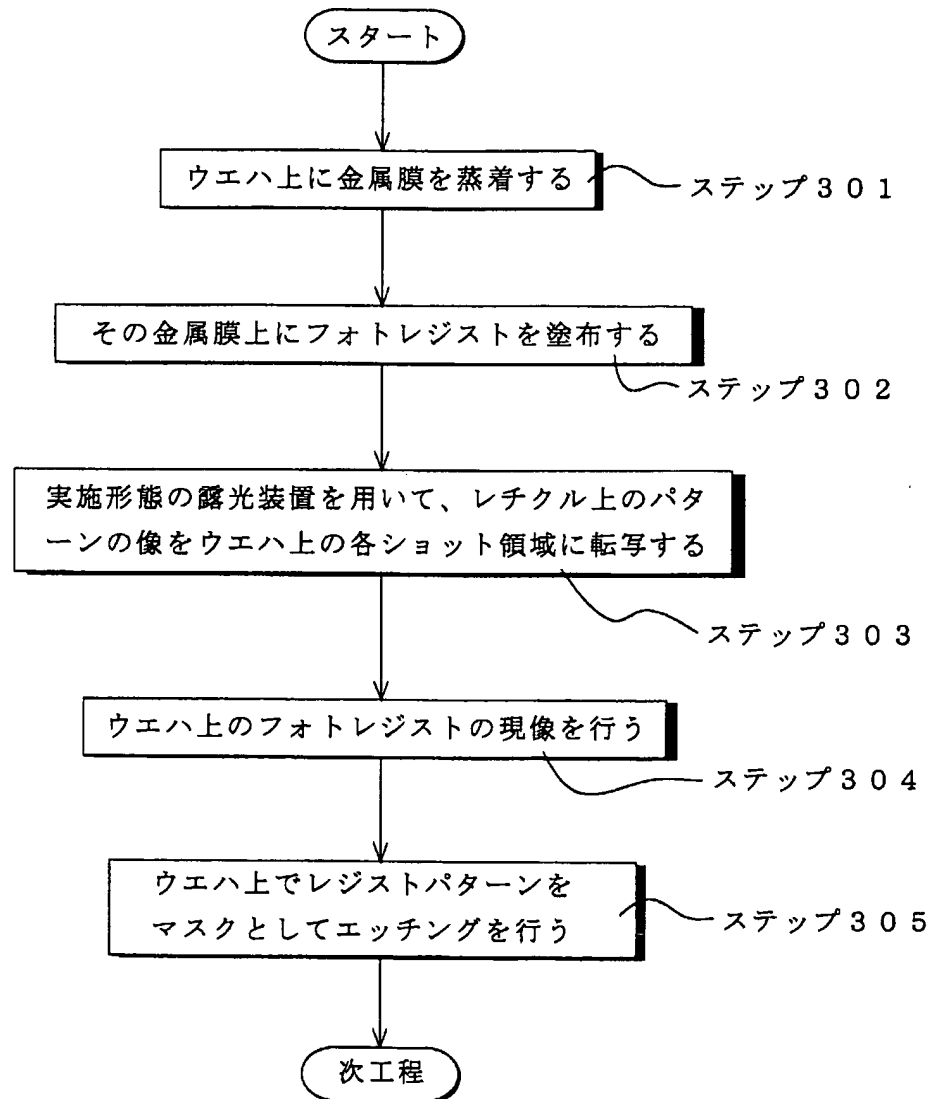 スタート
ウエハ上に金属膜を蒸着する
ステップ３０１
その金属膜上にフォトレジストを塗布する
ステップ３０２
実施形態の露光装置を用いて、レチクル上のパタ
ーンの像をウエハ上の各ショット領域に転写する
ステップ３０３
ウエハ上のフォトレジストの現像を行う
ステップ３０４
ウエハ上でレジストパターンを
マスクとしてエッチングを行う
ステップ３０５
次工程